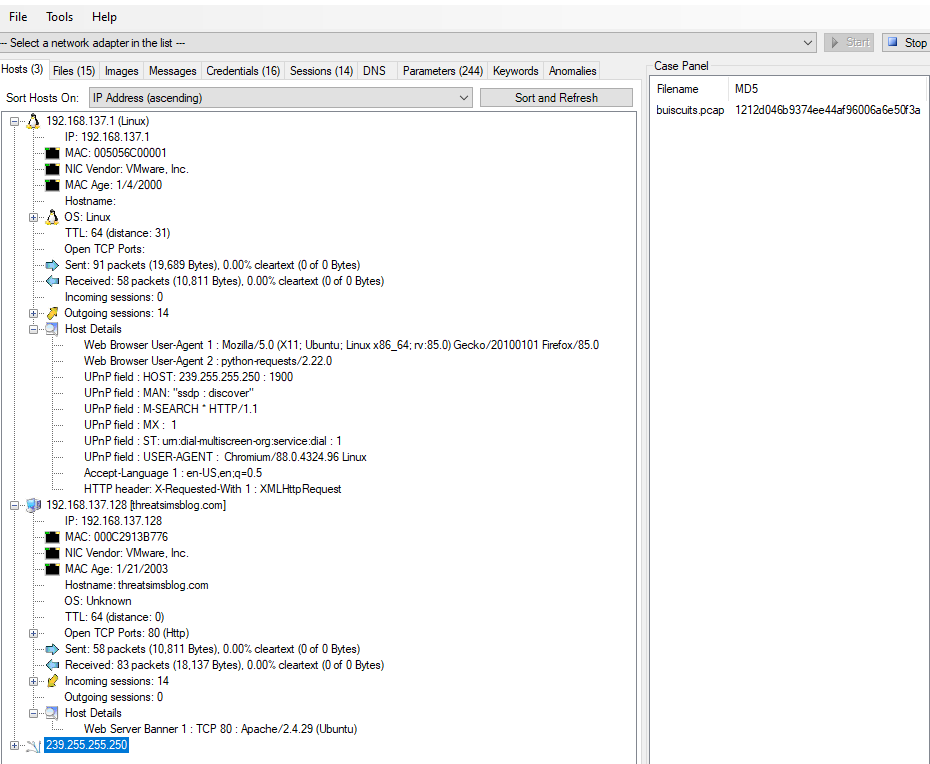 File Tools Help
-- Select a network adapter in the list --
Start
Stop
Hosts (3) Files (15) Images Messages Credentials (16) Sessions (14) DNS Parameters (244) Keywords Anomalies
Sort Hosts On: IP Address (ascending) Sort and Refresh
192.168.137.1 (Linux)
IP: 192.168.137.1
MAC: 005056C00001
NIC Vendor: VMware, Inc.
MAC Age: 1/4/2000
Hostname:
OS: Linux
TTL: 64 (distance: 31)
Open TCP Ports:
Sent: 91 packets (19,689 Bytes), 0.00% cleartext (0 of 0 Bytes)
Received: 58 packets (10,811 Bytes), 0.00% cleartext (0 of 0 Bytes)
Incoming sessions: 0
Outgoing sessions: 14
Host Details
Web Browser User-Agent 1 : Mozilla/5.0 (X11; Ubuntu; Linux x86_64; rv:85.0) Gecko/20100101 Firefox/85.0
Web Browser User-Agent 2 : python-requests/2.22.0
UPnP field : HOST: 239.255.255.250 : 1900
UPnP field : MAN: "ssdp : discover"
UPnP field : M-SEARCH * HTTP/1.1
UPnP field : MX : 1
UPnP field : ST: urn:dial-multiscreen-org:service:dial : 1
UPnP field : USER-AGENT : Chromium/88.0.4324.96 Linux
Accept-Language 1 : en-US,en;q=0.5
HTTP header: X-Requested-With 1 : XMLHttpRequest
192.168.137.128 [threatsimsblog.com]
IP: 192.168.137.128
MAC: 000C2913B776
NIC Vendor: VMware, Inc.
MAC Age: 1/21/2003
Hostname: threatsimsblog.com
OS: Unknown
TTL: 64 (distance: 0)
Open TCP Ports: 80 (Http)
Sent: 58 packets (10,811 Bytes), 0.00% cleartext (0 of 0 Bytes)
Received: 83 packets (18,137 Bytes), 0.00% cleartext (0 of 0 Bytes)
Incoming sessions: 14
Outgoing sessions: 0
Host Details
Web Server Banner 1 : TCP 80 : Apache/2.4.29 (Ubuntu)
239.255.255.250
Case Panel
Filename MD5
buiscuits.pcap 1212d046b9374ee44af96006a6e50f3a